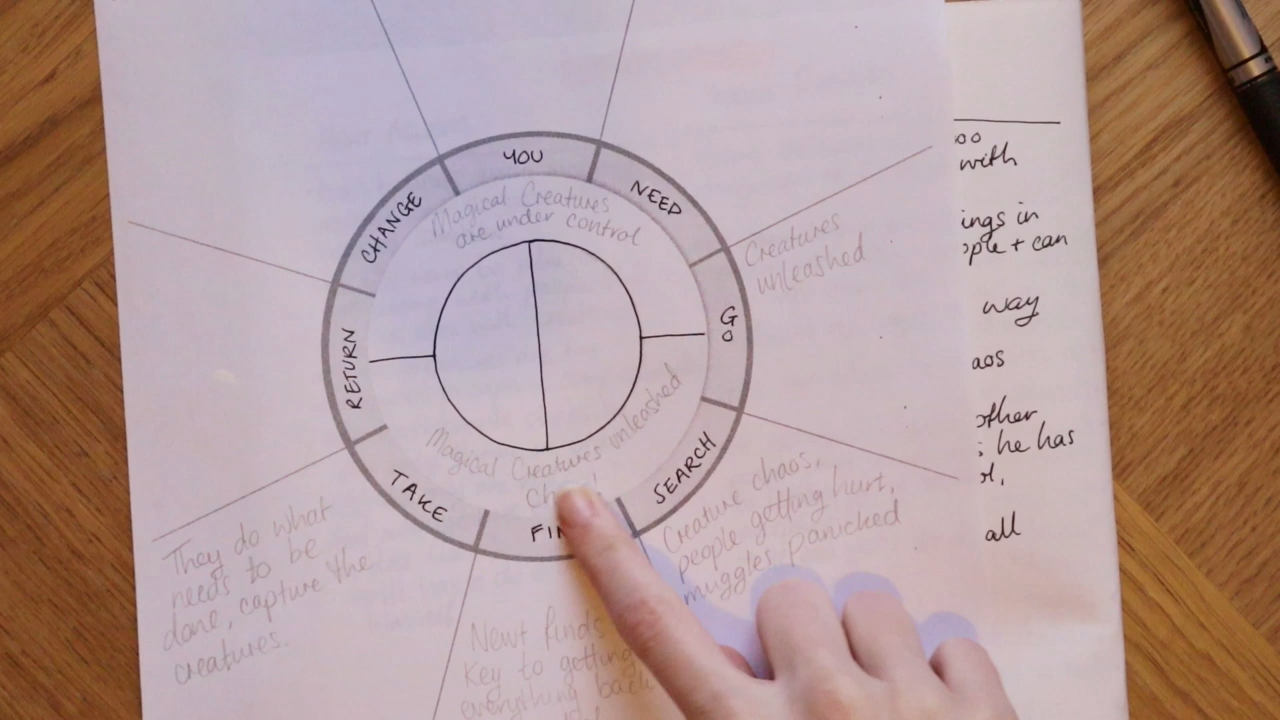 YOU
NEED
GO
SEARCH
TAKE
RETURN
CHANGE
Magical Creatures
are under control
Magical Creatures unleashed
Creatures
unleashed
Creature chaos,
people getting hurt,
muggles panicked
Newt finds
key to getting
everything back
They do what
needs to be
done, capture the
creatures.
with
ings in
ple + can
way
aos
other
: he has
all